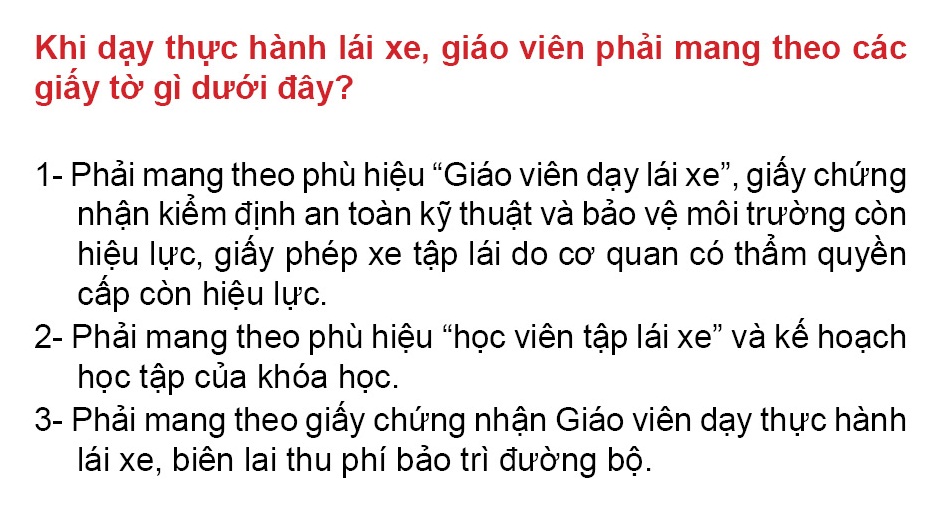 Khi dạy thực hành lái xe, giáo viên phải mang theo các
giấy tờ gì dưới đây?
1- Phải mang theo phù hiệu “Giáo viên dạy lái xe”, giấy chứng
nhận kiểm định an toàn kỹ thuật và bảo vệ môi trường còn
hiệu lực, giấy phép xe tập lái do cơ quan có thẩm quyền
cấp còn hiệu lực.
2- Phải mang theo phù hiệu “học viên tập lái xe” và kế hoạch
học tập của khóa học.
3- Phải mang theo giấy chứng nhận Giáo viên dạy thực hành
lái xe, biên lai thu phí bảo trì đường bộ.